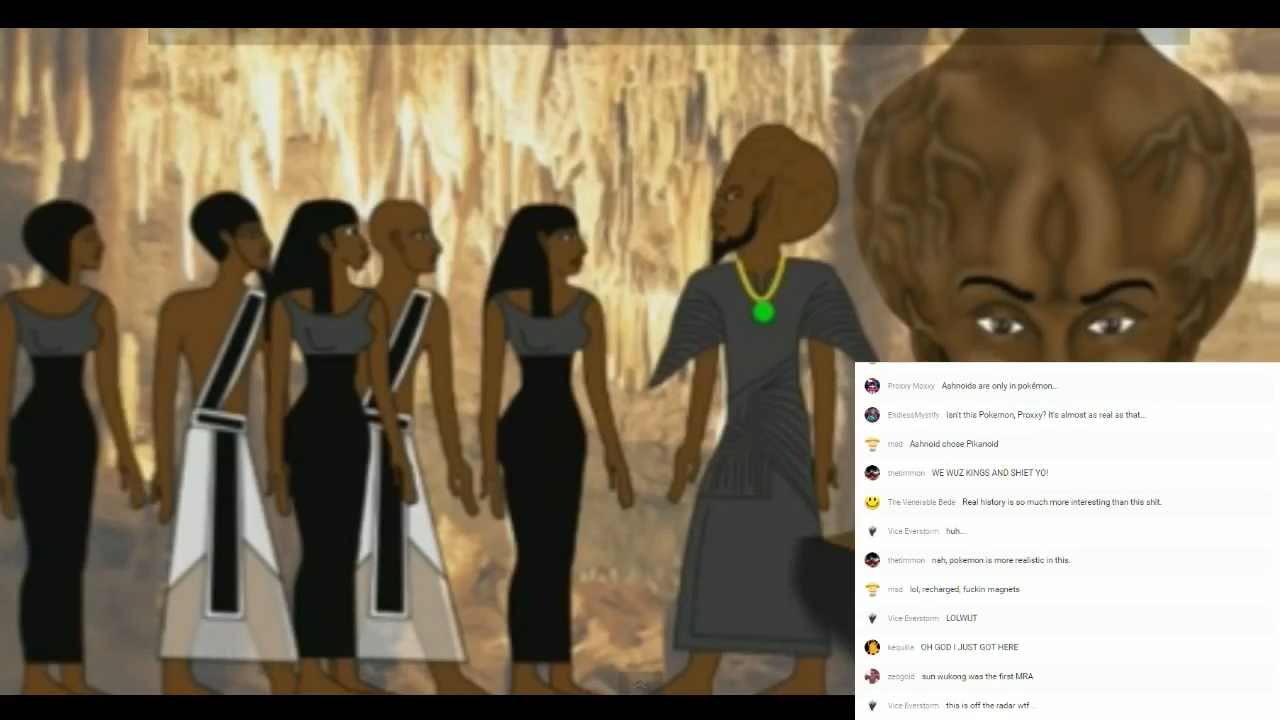 Proxxy Moxxy Ashnoids are only in pokémon...
EndlessMystify Isn't this Pokemon, Proxxy? It's almost as real as that...
msd Ashnoid chose Pikanoid
thetimmon WE WUZ KINGS AND SHIET YO!
The Venerable Bede Real history is so much more interesting than this shit.
Vice Everstorm huh...
thetimmon nah, pokemon is more realistic in this.
msd lol, recharged, fuckin magnets
Vice Everstorm LOLWUT
kequilla OH GOD I JUST GOT HERE
zeogold sun wukong was the first MRA
Vice Everstorm this is off the radar wtf...